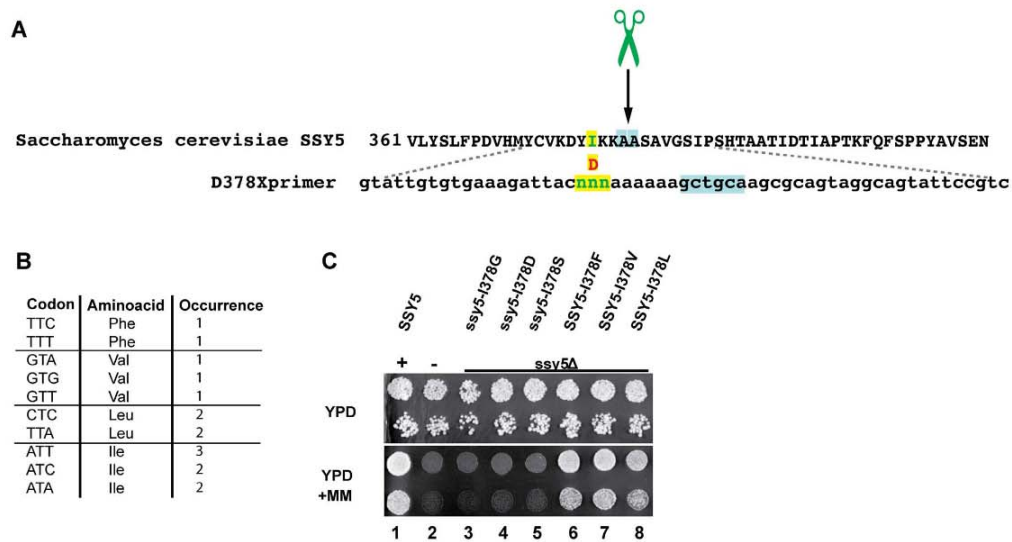 A
Saccharomyces cerevisiae SSY5 361 VLYSLFPDVHMYCVKDYIKKAASAVGSIPSHTAATIDTIAPTKFQFSPPYAVSEN
D
D378Xprimer gtattgtgtgaaagattacnnnaaaaaagctgcaagcgcagtaggcagtattccgtc
B
Codon Aminoacid Occurrence
TTC Phe 1
TTT Phe 1
GTA Val 1
GTG Val 1
GTT Val 1
CTC Leu 2
TTA Leu 2
ATT Ile 3
ATC Ile 2
ATA Ile 2
C
SSY5 ssy5-I378G ssy5-I378D ssy5-I378S SSY5-I378F SSY5-I378V SSY5-I378L
+ - ssy5Δ
YPD
YPD
+MM
1 2 3 4 5 6 7 8